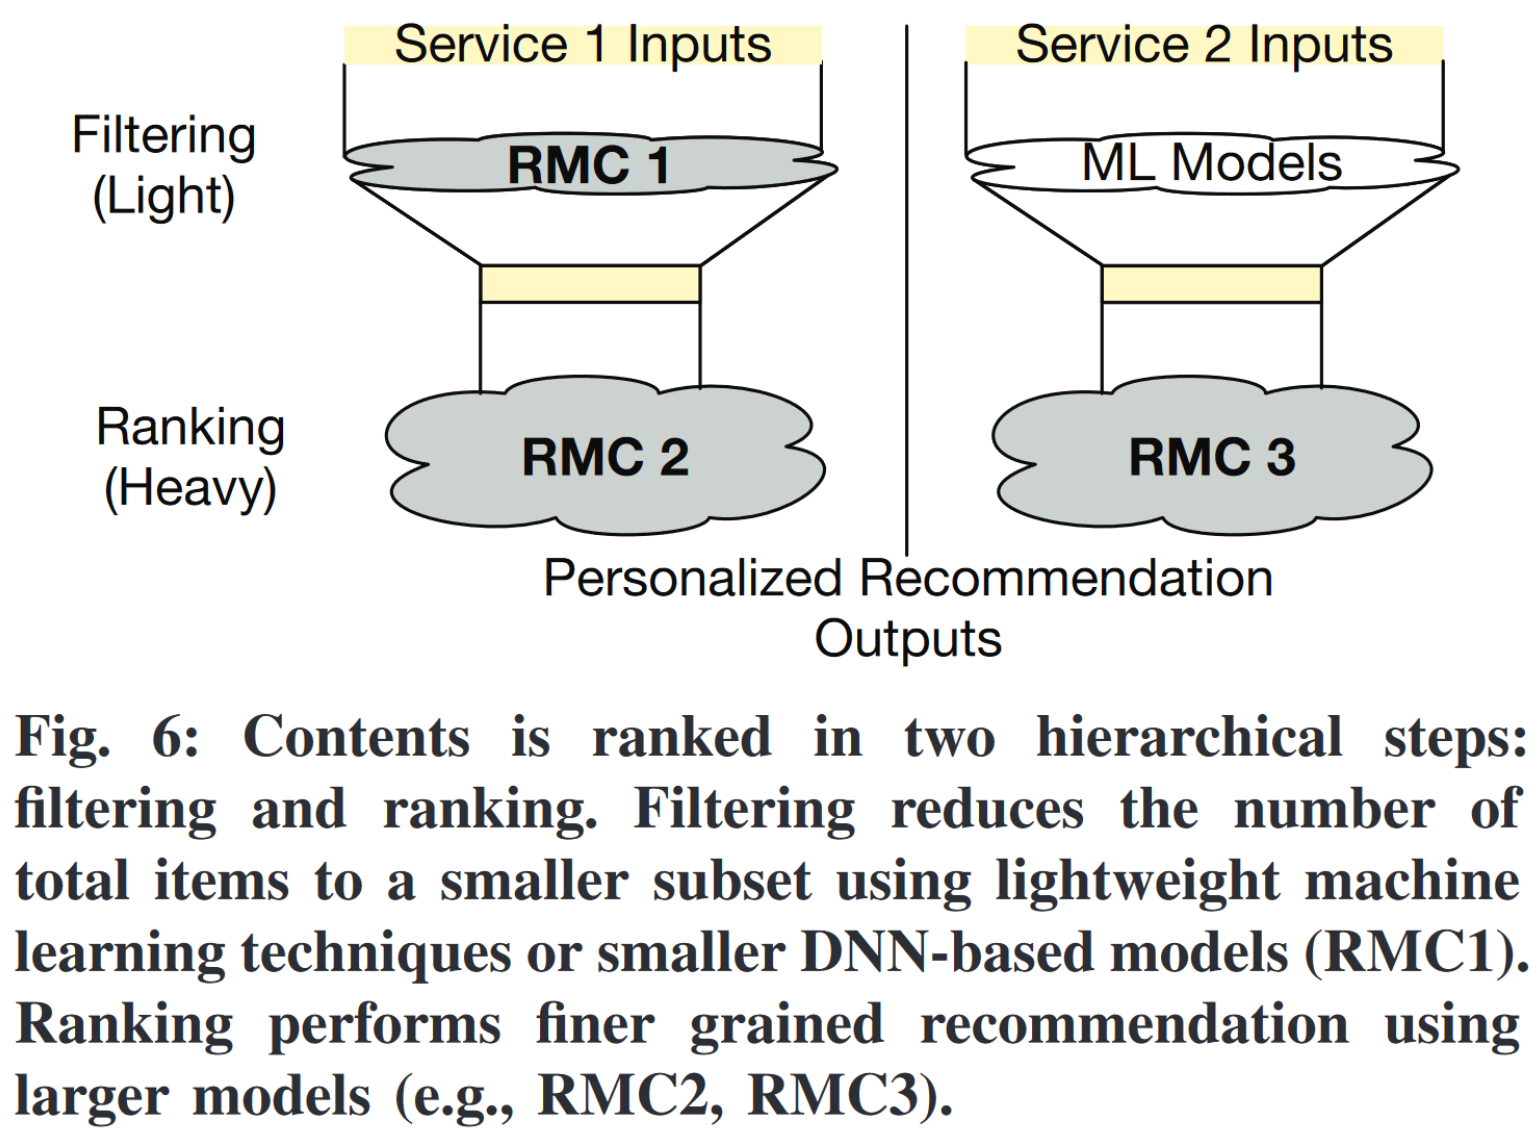 Service 1 Inputs
Service 2 Inputs
Filtering
(Light)
RMC 1
ML Models
Ranking
(Heavy)
RMC 2
RMC 3
Personalized Recommendation
Outputs
Fig. 6: Contents is ranked in two hierarchical steps:
filtering and ranking. Filtering reduces the number of
total items to a smaller subset using lightweight machine
learning techniques or smaller DNN-based models (RMC1).
Ranking performs finer grained recommendation using
larger models (e.g., RMC2, RMC3).